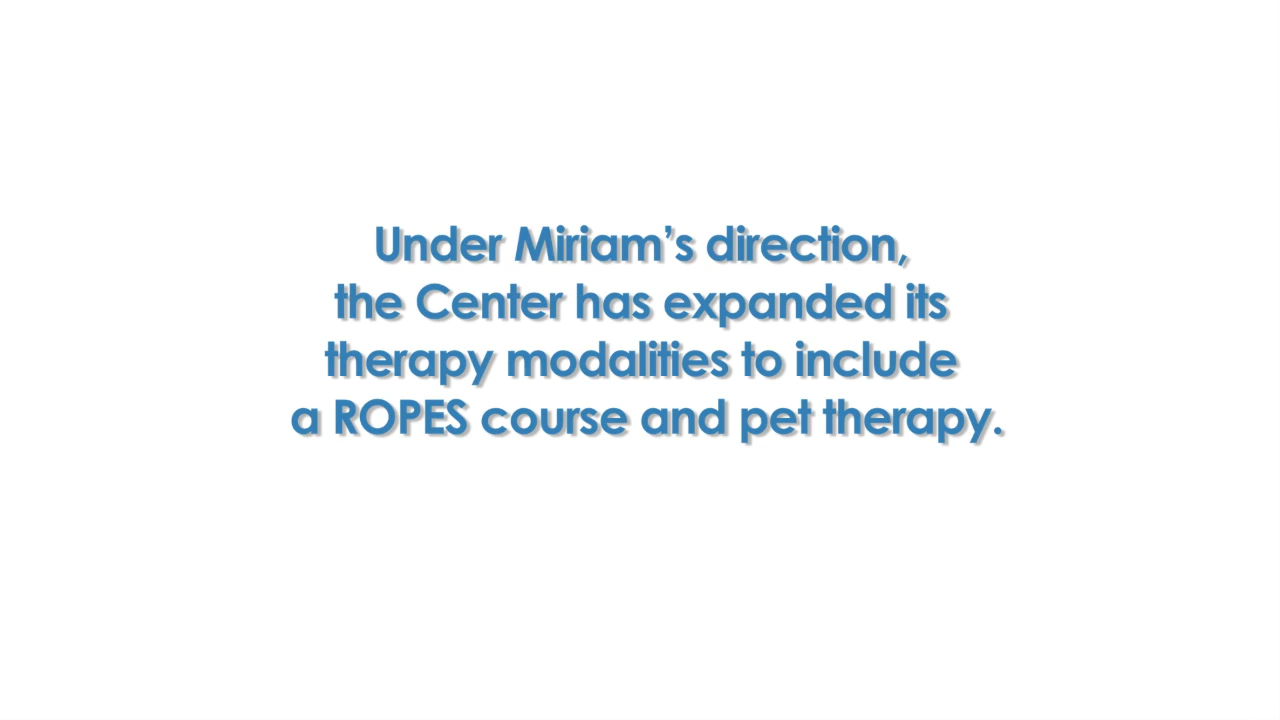 Under Miriam’s direction,
the Center has expanded its
therapy modalities to include
a ROPES course and pet therapy.